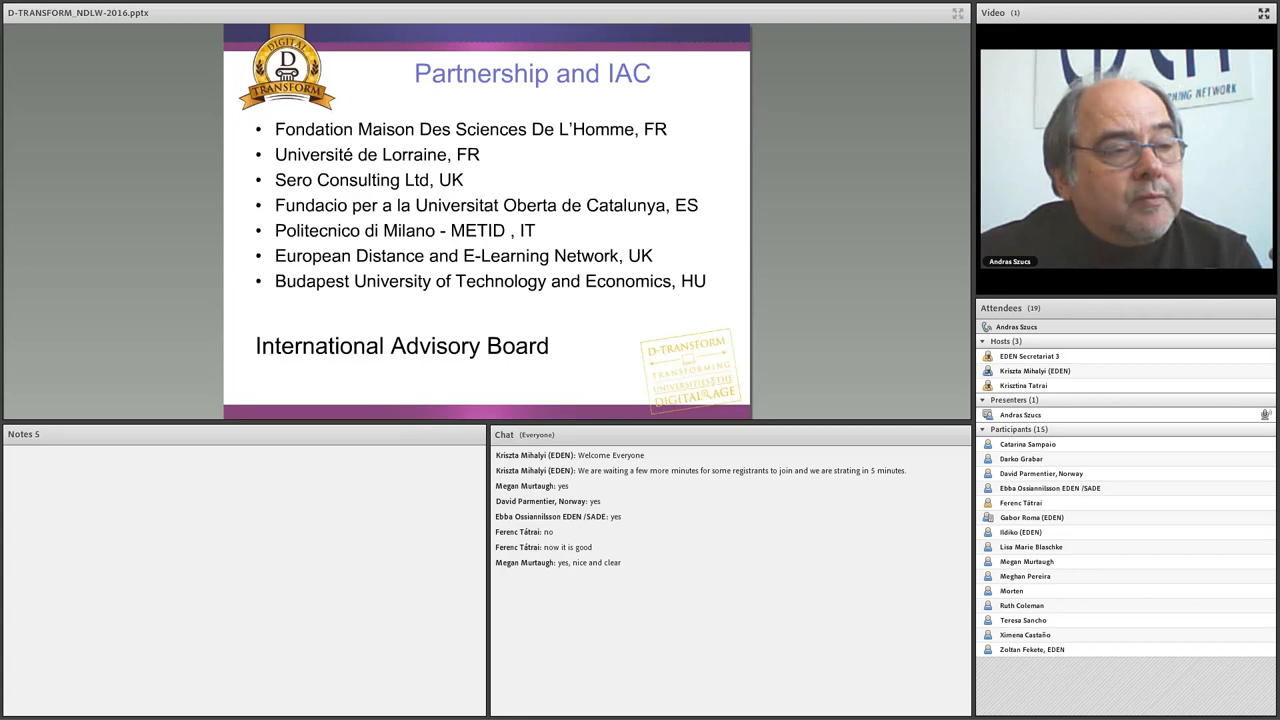 D-TRANSFORM_NDLW-2016.pptx
DIGITAL
D
TRANSFORM
Partnership and IAC
• Fondation Maison Des Sciences De L'Homme, FR
• Université de Lorraine, FR
• Sero Consulting Ltd, UK
• Fundacio per a la Universitat Oberta de Catalunya, ES
• Politecnico di Milano - METID , IT
• European Distance and E-Learning Network, UK
• Budapest University of Technology and Economics, HU
International Advisory Board
D-TRANSFORM
TRANSFORMING
UNIVERSITIES
DIGITAL AGE
Video (1)
NETWORK
Andras Szucs
Attendees (19)
Andras Szucs
Hosts (3)
EDEN Secretariat 3
Kriszta Mihalyi (EDEN)
Krisztina Tatrai
Presenters (1)
Andras Szucs
Participants (15)
Catarina Sampaio
Darko Grabar
David Parmentier, Norway
Ebba Ossiannilsson EDEN /SADE
Ferenc Tátrai
Gabor Roma (EDEN)
Ildiko (EDEN)
Lisa Marie Blaschke
Megan Murtaugh
Meghan Pereira
Morten
Ruth Coleman
Teresa Sancho
Ximena Castaño
Zoltan Fekete, EDEN
Notes 5
Chat (Everyone)
Kriszta Mihalyi (EDEN): Welcome Everyone
Kriszta Mihalyi (EDEN): We are waiting a few more minutes for some registrants to join and we are strating in 5 minutes.
Megan Murtaugh: yes
David Parmentier, Norway: yes
Ebba Ossiannilsson EDEN /SADE: yes
Ferenc Tátrai: no
Ferenc Tátrai: now it is good
Megan Murtaugh: yes, nice and clear